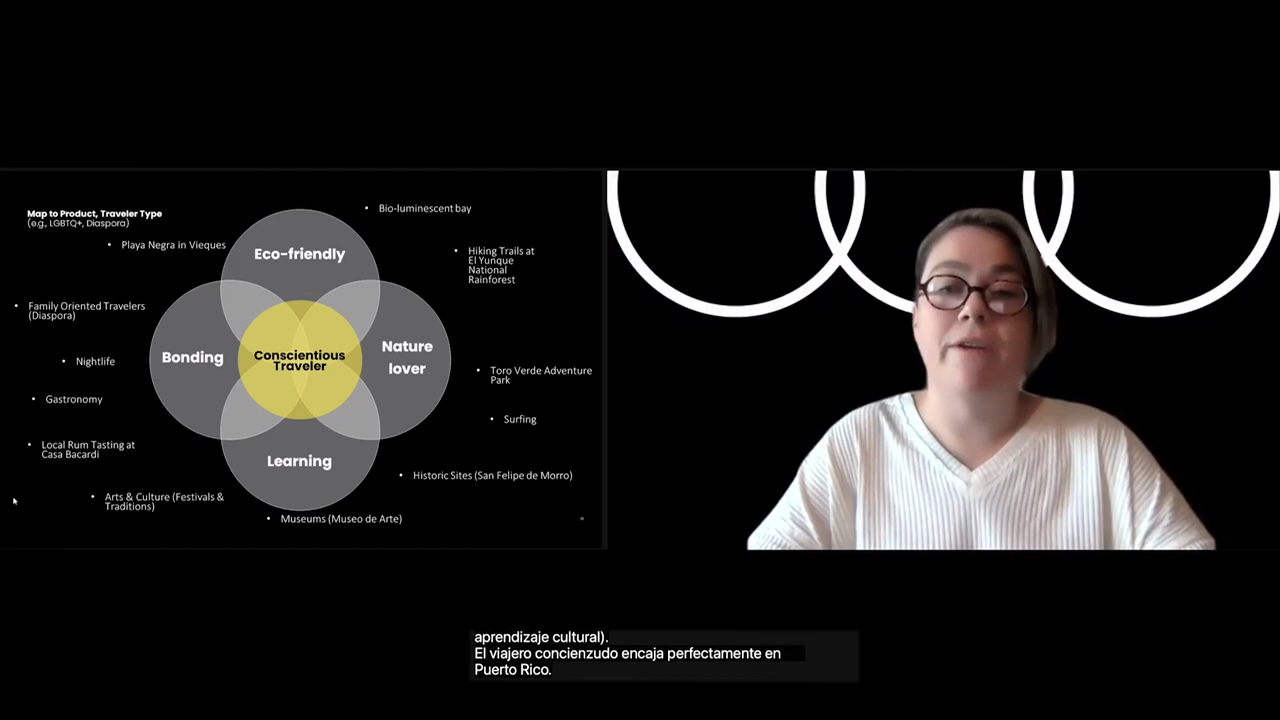 Map to Product, Traveler Type
(e.g., LGBTQ+, Diaspora)
• Bio-luminescent bay
• Playa Negra in Vieques
Eco-friendly
• Hiking Trails at
El Yunque
National
Rainforest
• Family Oriented Travelers
(Diaspora)
Bonding
Conscientious
Traveler
Nature
lover
• Nightlife
• Toro Verde Adventure
Park
• Gastronomy
• Surfing
• Local Rum Tasting at
Casa Bacardi
Learning
• Historic Sites (San Felipe de Morro)
• Arts & Culture (Festivals &
Traditions)
• Museums (Museo de Arte)
aprendizaje cultural).
El viajero concienzudo encaja perfectamente en
Puerto Rico.